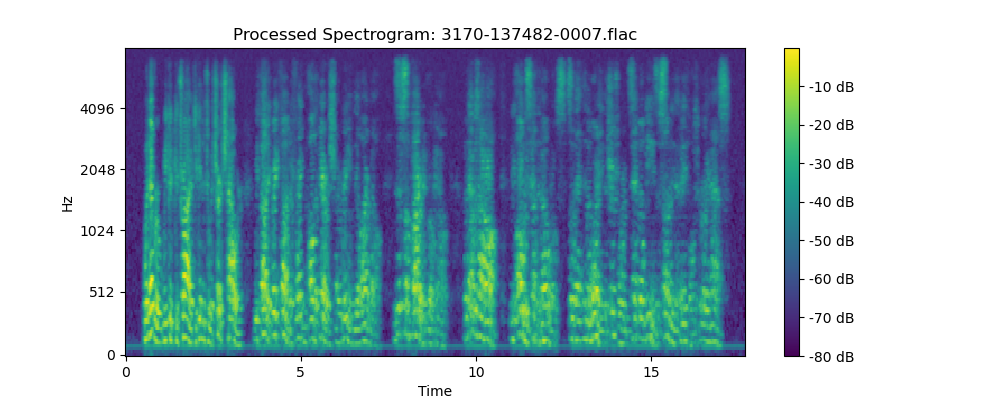 Processed Spectrogram: 3170-137482-0007.flac
Hz
4096
2048
1024
512
0
0
5
10
15
Time
-10 dB
-20 dB
-30 dB
-40 dB
-50 dB
-60 dB
-70 dB
-80 dB